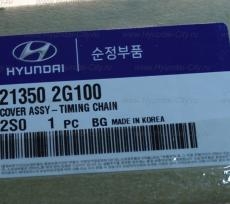 HYUNDAI 순정부품
21350 2G100
COVER ASSY-TIMING CHAIN
2S0 1 PC BG MADE IN KOREA